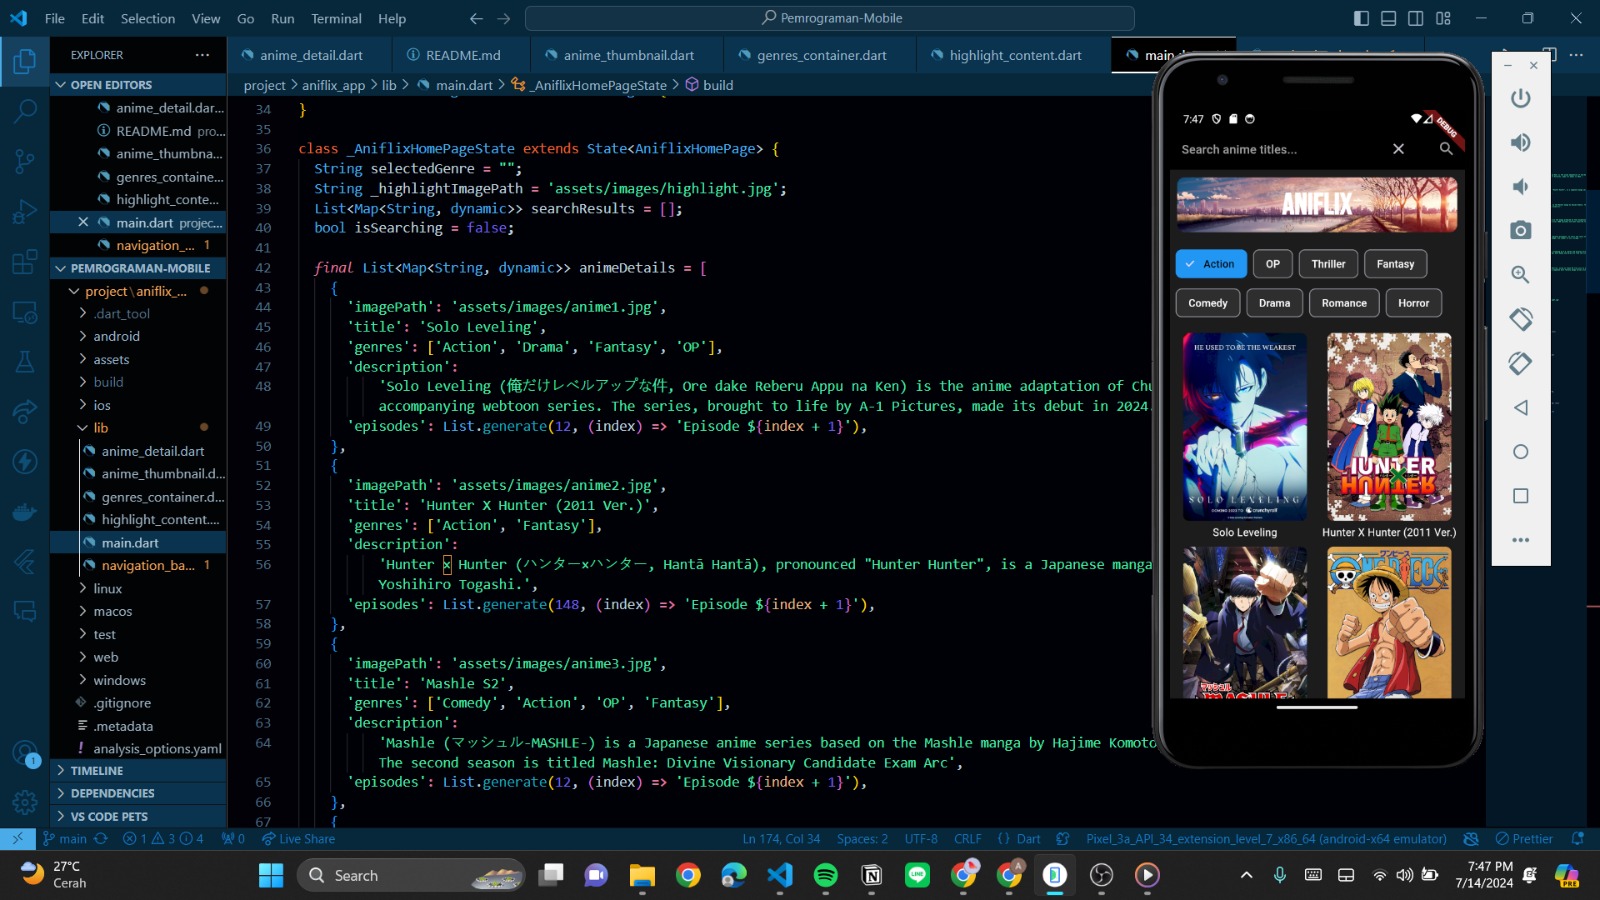 File Edit Selection View Go Run Terminal Help
Pemrograman-Mobile
EXPLORER
anime_detail.dart
README.md
anime_thumbnail.dart
genres_container.dart
highlight_content.dart
OPEN EDITORS
anime_detail.dar...
README.md pro...
anime_thumbna...
genres_containe...
highlight_conte...
main.dart projec...
navigation_... 1
PEMROGRAMAN-MOBILE
project\aniflix_...
.dart_tool
android
assets
build
ios
lib
anime_detail.dart
anime_thumbnail.d...
genres_container.d...
highlight_content....
main.dart
navigation_ba... 1
linux
macos
test
web
windows
.gitignore
.metadata
analysis_options.yaml
TIMELINE
DEPENDENCIES
VS CODE PETS
project > aniflix_app > lib > main.dart > _AniflixHomePageState > build
34 }
35
36 class _AniflixHomePageState extends State<AniflixHomePage> {
37 String selectedGenre = "";
38 String _highlightImagePath = 'assets/images/highlight.jpg';
39 List<Map<String, dynamic>> searchResults = [];
40 bool isSearching = false;
41
42 final List<Map<String, dynamic>> animeDetails = [
43 {
44 'imagePath': 'assets/images/anime1.jpg',
45 'title': 'Solo Leveling',
46 'genres': ['Action', 'Drama', 'Fantasy', 'OP'],
47 'description':
48 'Solo Leveling (俺だけレベルアップな件, Ore dake Reberu Appu na Ken) is the anime adaptation of Chu
accompanying webtoon series. The series, brought to life by A-1 Pictures, made its debut in 2024.
49 'episodes': List.generate(12, (index) => 'Episode ${index + 1}'),
50 },
51 {
52 'imagePath': 'assets/images/anime2.jpg',
53 'title': 'Hunter X Hunter (2011 Ver.)',
54 'genres': ['Action', 'Fantasy'],
55 'description':
56 'Hunter × Hunter (ハンター×ハンター, Hantā Hantā), pronounced "Hunter Hunter", is a Japanese manga
Yoshihiro Togashi.',
57 'episodes': List.generate(148, (index) => 'Episode ${index + 1}'),
58 },
59 {
60 'imagePath': 'assets/images/anime3.jpg',
61 'title': 'Mashle S2',
62 'genres': ['Comedy', 'Action', 'OP', 'Fantasy'],
63 'description':
64 'Mashle (マッシュル-MASHLE-) is a Japanese anime series based on the Mashle manga by Hajime Komoto
The second season is titled Mashle: Divine Visionary Candidate Exam Arc',
65 'episodes': List.generate(12, (index) => 'Episode ${index + 1}'),
66 },
67 {
7:47
DEBUG
Search anime titles...
ANIFLIX
Action OP Thriller Fantasy
Comedy Drama Romance Horror
HE USED TO BE THE WEAKEST
SOLO LEVELING
crunchyroll
HUNTER
HUNTER
Solo Leveling
Hunter X Hunter (2011 Ver.)
マッシュル
ワンピース
ONE PIECE
main 1 3 4 0 Live Share
Ln 174, Col 34 Spaces: 2 UTF-8 CRLF {} Dart Pixel_3a_API_34_extension_level_7_x86_64 (android-x64 emulator) Prettier
27°C
Cerah
Search
7:47 PM
7/14/2024
PRE